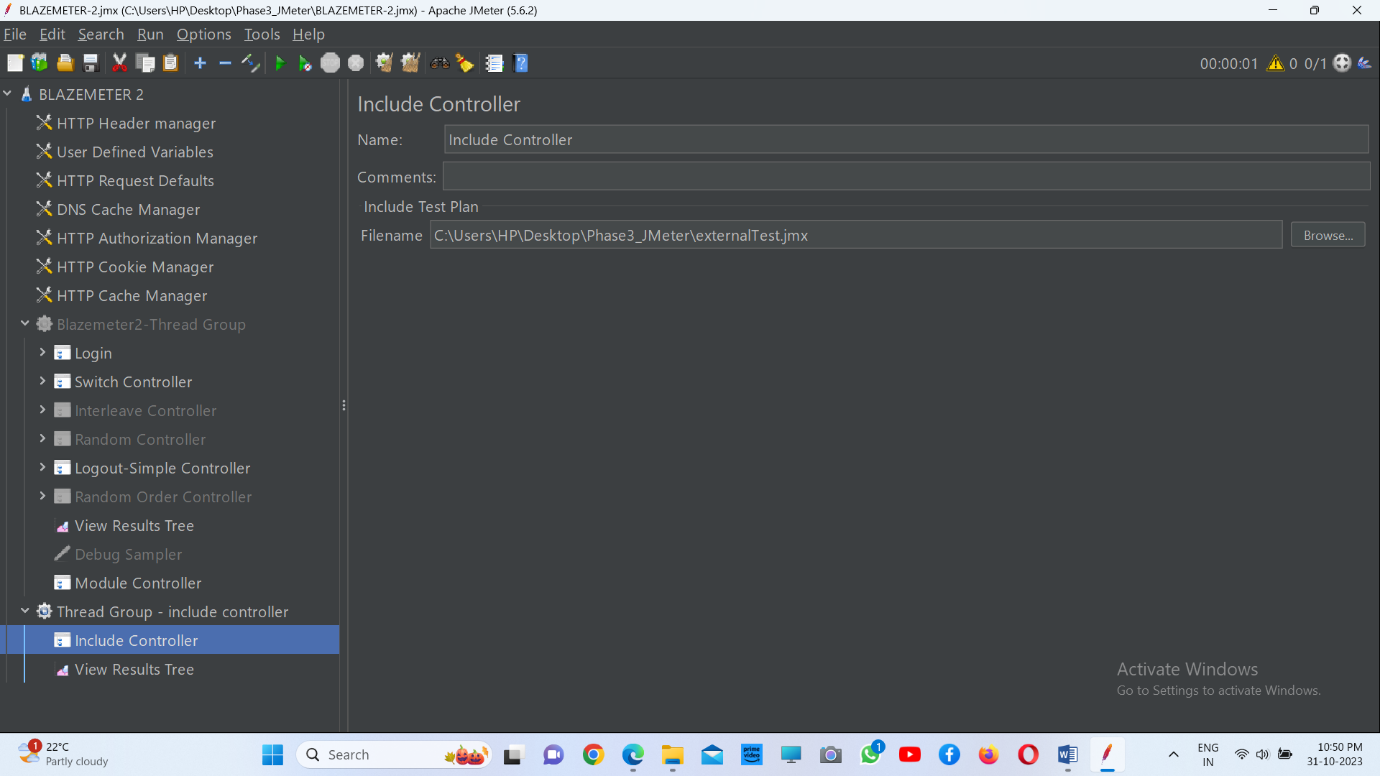 BLAZEMETER-2.jmx (C:\Users\HP\Desktop\Phase3_JMeter\BLAZEMETER-2.jmx) - Apache JMeter (5.6.2)
File Edit Search Run Options Tools Help
STOP
00:00:01 0 0/1
BLAZEMETER 2
HTTP Header manager
User Defined Variables
HTTP Request Defaults
DNS Cache Manager
HTTP Authorization Manager
HTTP Cookie Manager
HTTP Cache Manager
Blazemeter2-Thread Group
Login
Switch Controller
Interleave Controller
Random Controller
Logout-Simple Controller
Random Order Controller
View Results Tree
Debug Sampler
Module Controller
Thread Group - include controller
Include Controller
View Results Tree
Include Controller
Name: Include Controller
Comments:
Include Test Plan
Filename C:\Users\HP\Desktop\Phase3_JMeter\externalTest.jmx Browse...
Activate Windows
Go to Settings to activate Windows.
1
22°C
Partly cloudy
Search
prime video
1
ENG
IN
10:50 PM
31-10-2023